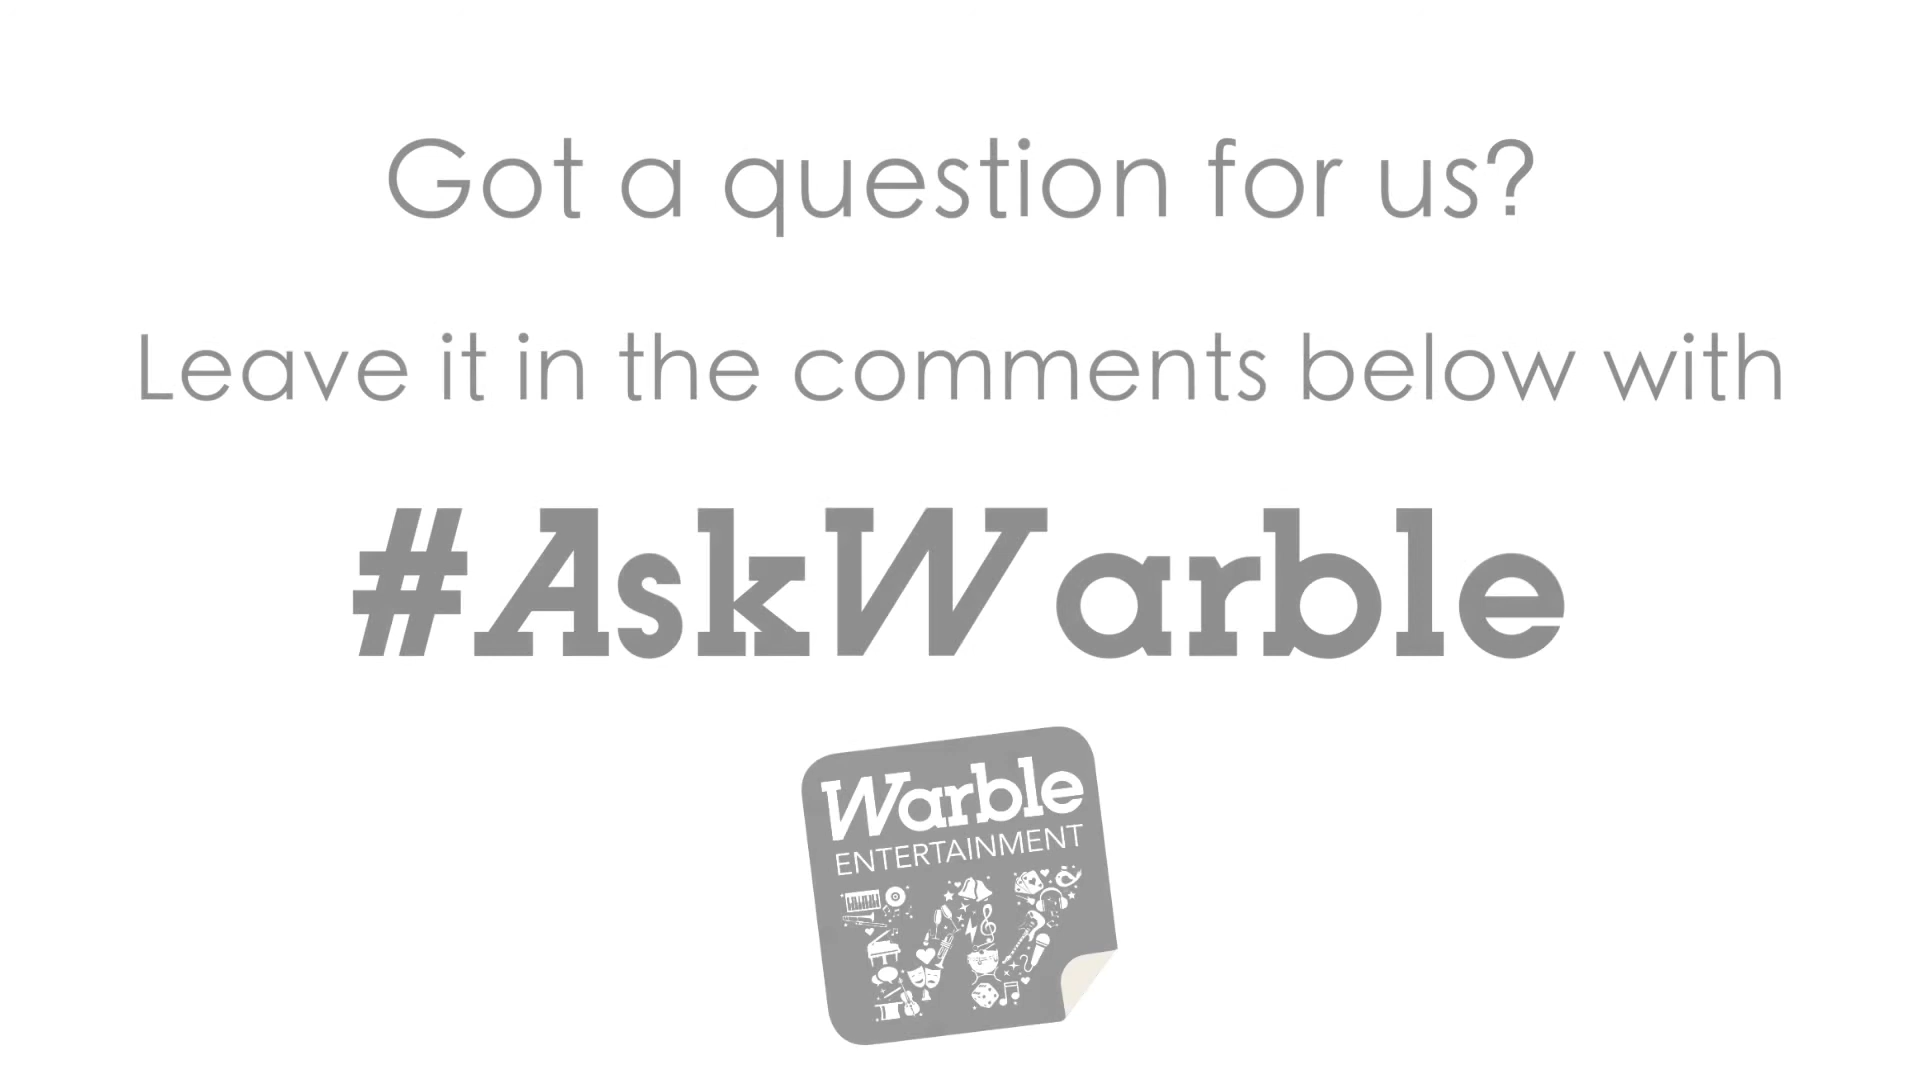 Got a question for us?
Leave it in the comments below with
#AskWarble
Warble
ENTERTAINMENT